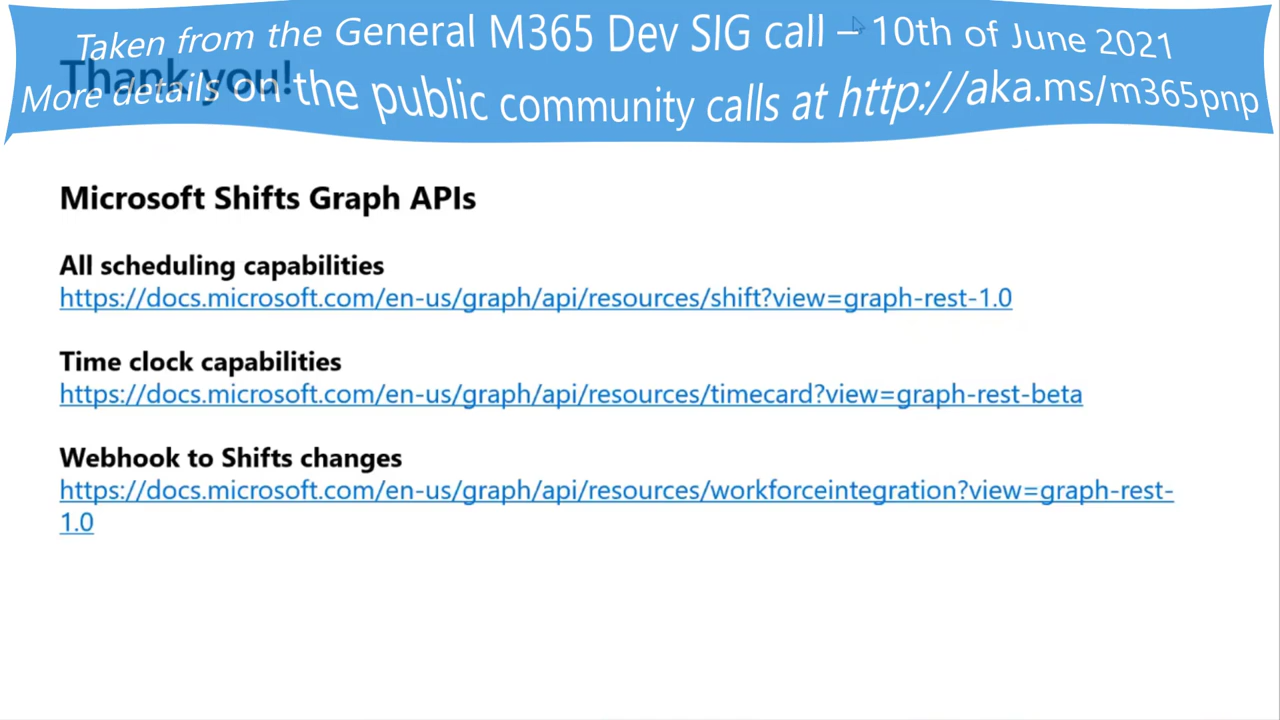 Taken from the General M365 Dev SIG call – 10th of June 2021
Thank you!
More details on the public community calls at http://aka.ms/m365pnp
Microsoft Shifts Graph APIs
All scheduling capabilities
https://docs.microsoft.com/en-us/graph/api/resources/shift?view=graph-rest-1.0
Time clock capabilities
https://docs.microsoft.com/en-us/graph/api/resources/timecard?view=graph-rest-beta
Webhook to Shifts changes
https://docs.microsoft.com/en-us/graph/api/resources/workforceintegration?view=graph-rest-
1.0